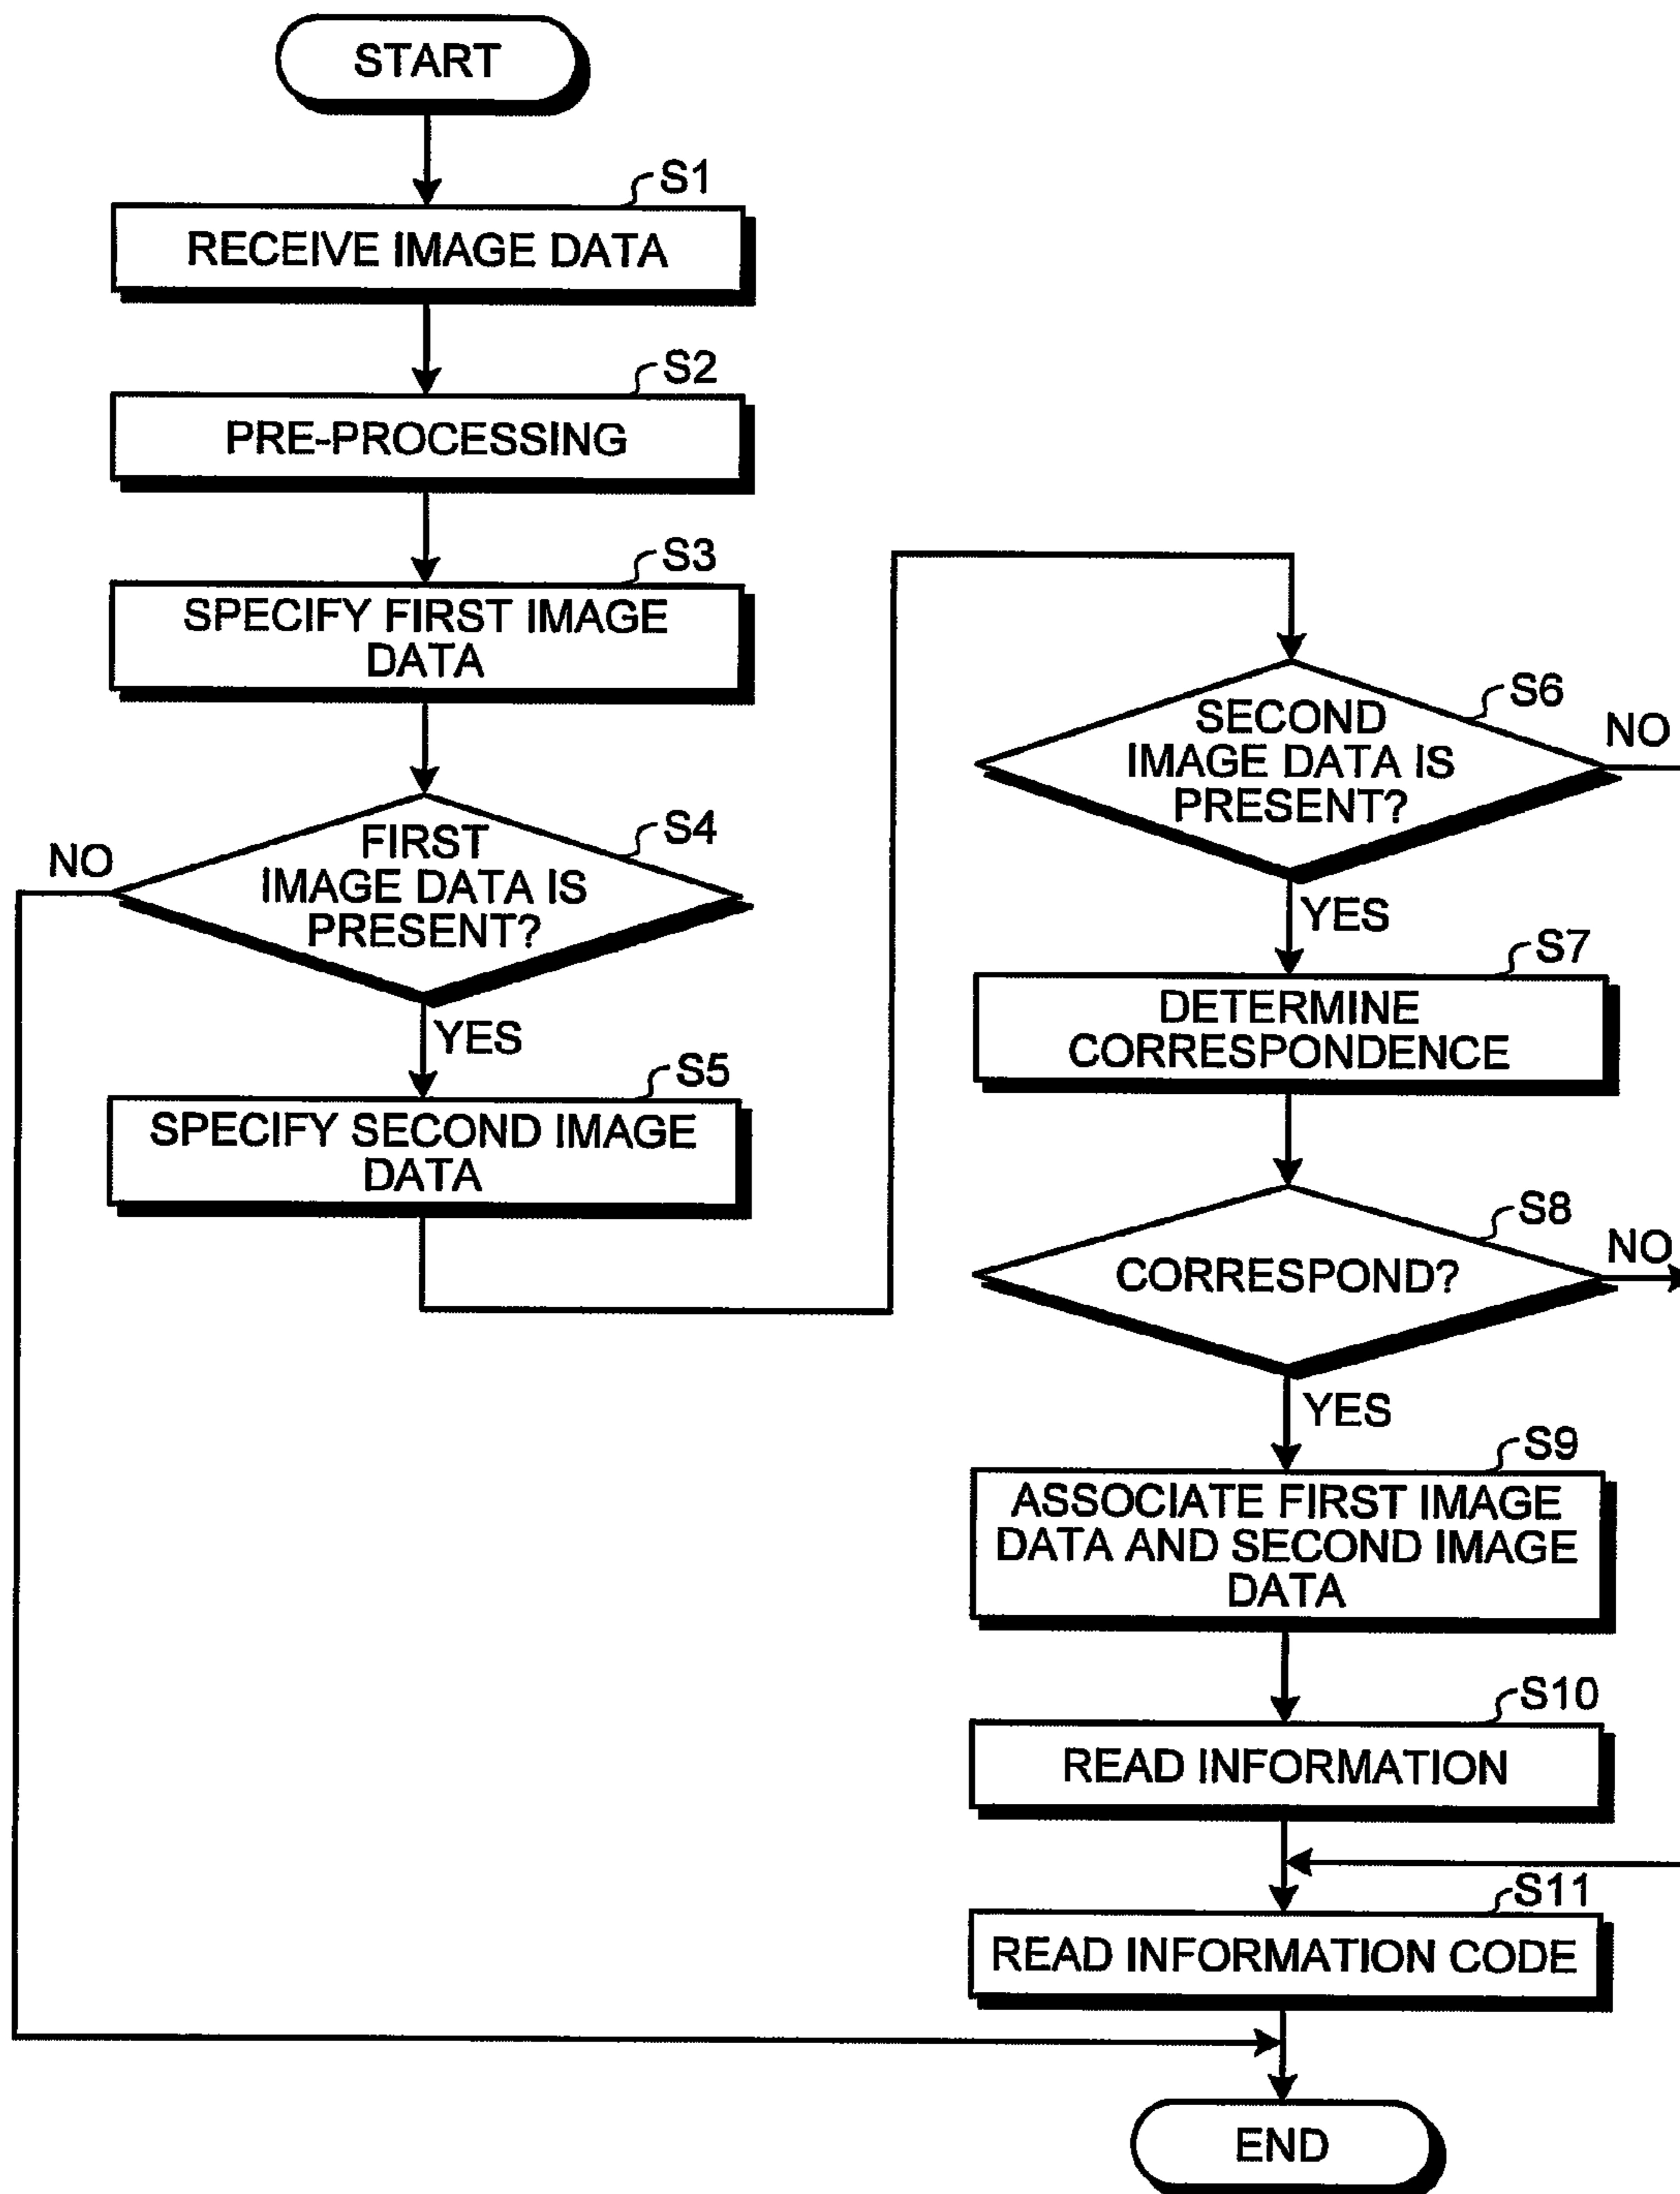 START
S1
RECEIVE IMAGE DATA
S2
PRE-PROCESSING
S3
SPECIFY FIRST IMAGE
DATA
S4
FIRST
IMAGE DATA IS
PRESENT?
NO
YES
S5
SPECIFY SECOND IMAGE
DATA
S6
SECOND
IMAGE DATA IS
PRESENT?
NO
YES
S7
DETERMINE
CORRESPONDENCE
S8
CORRESPOND?
NO
YES
S9
ASSOCIATE FIRST IMAGE
DATA AND SECOND IMAGE
DATA
S10
READ INFORMATION
S11
READ INFORMATION CODE
END